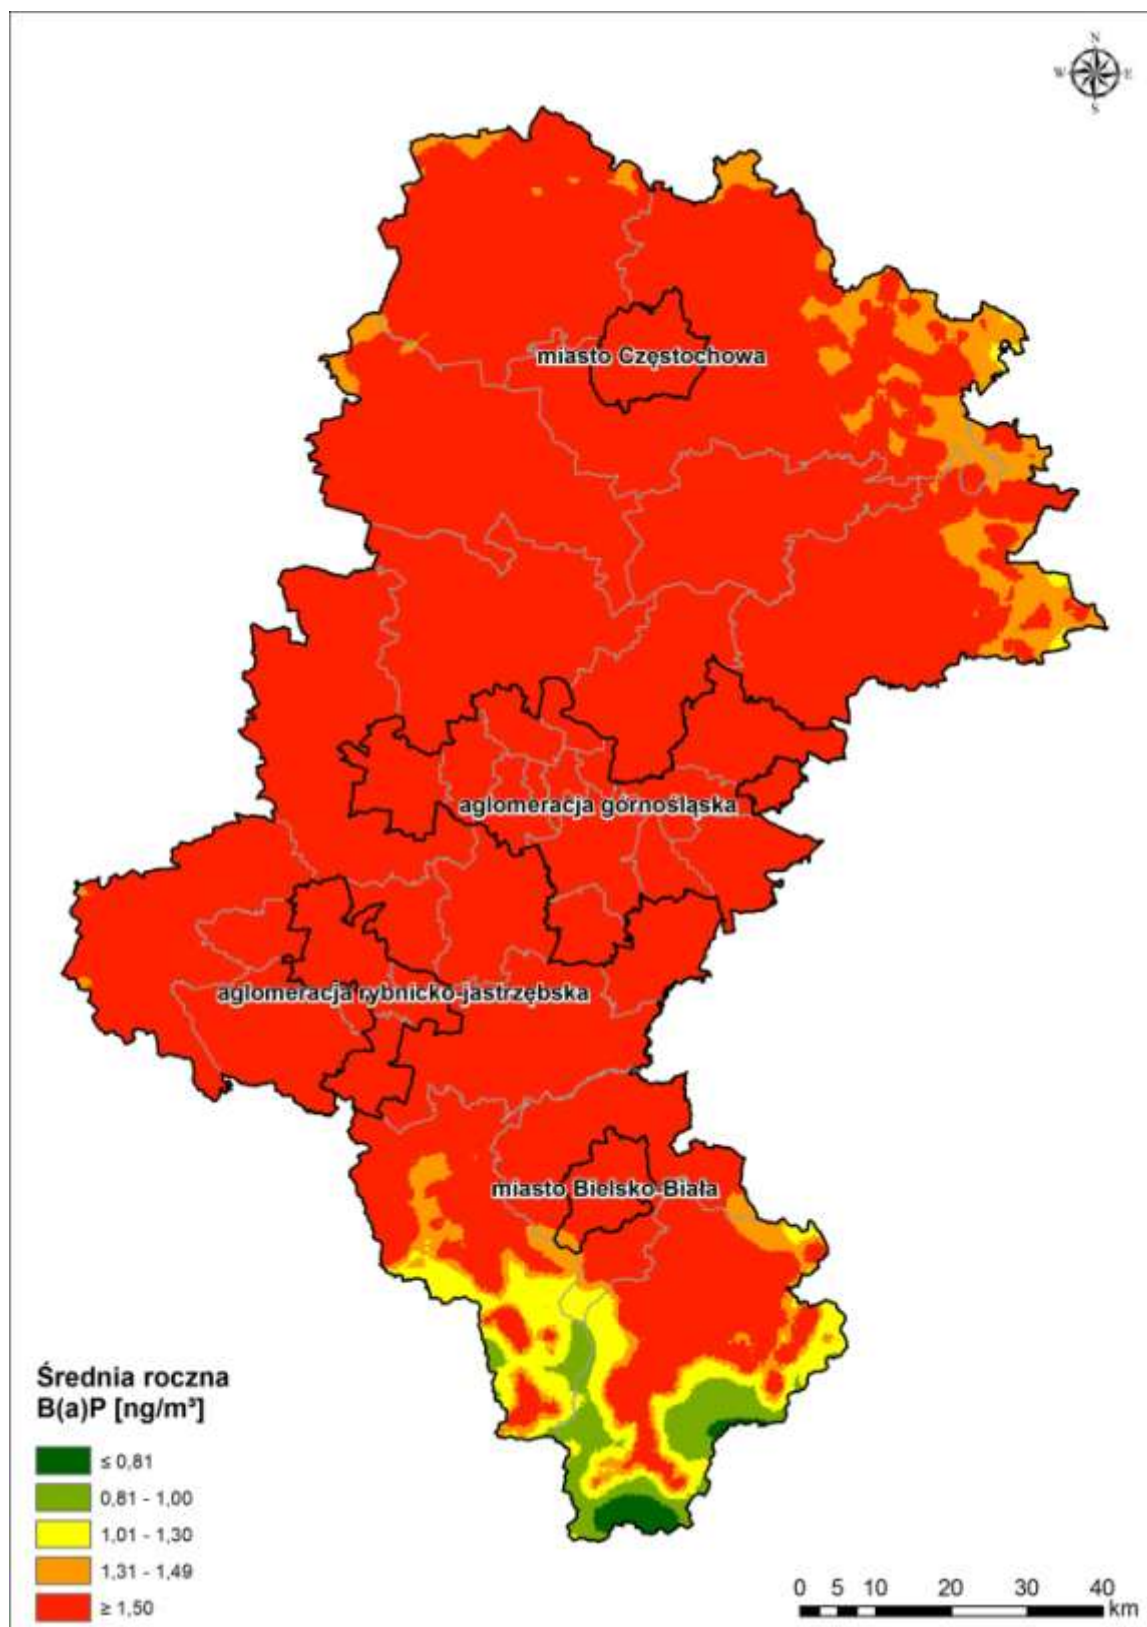 N
W E
S
miasto Częstochowa
aglomeracja górnośląska
aglomeracja rybnicko-jastrzębska
miasto Bielsko-Biała
Średnia roczna
B(a)P [ng/m³]
≤ 0,81
0,81 - 1,00
1,01 - 1,30
1,31 - 1,49
≥ 1,50
0 5 10 20 30 40
km